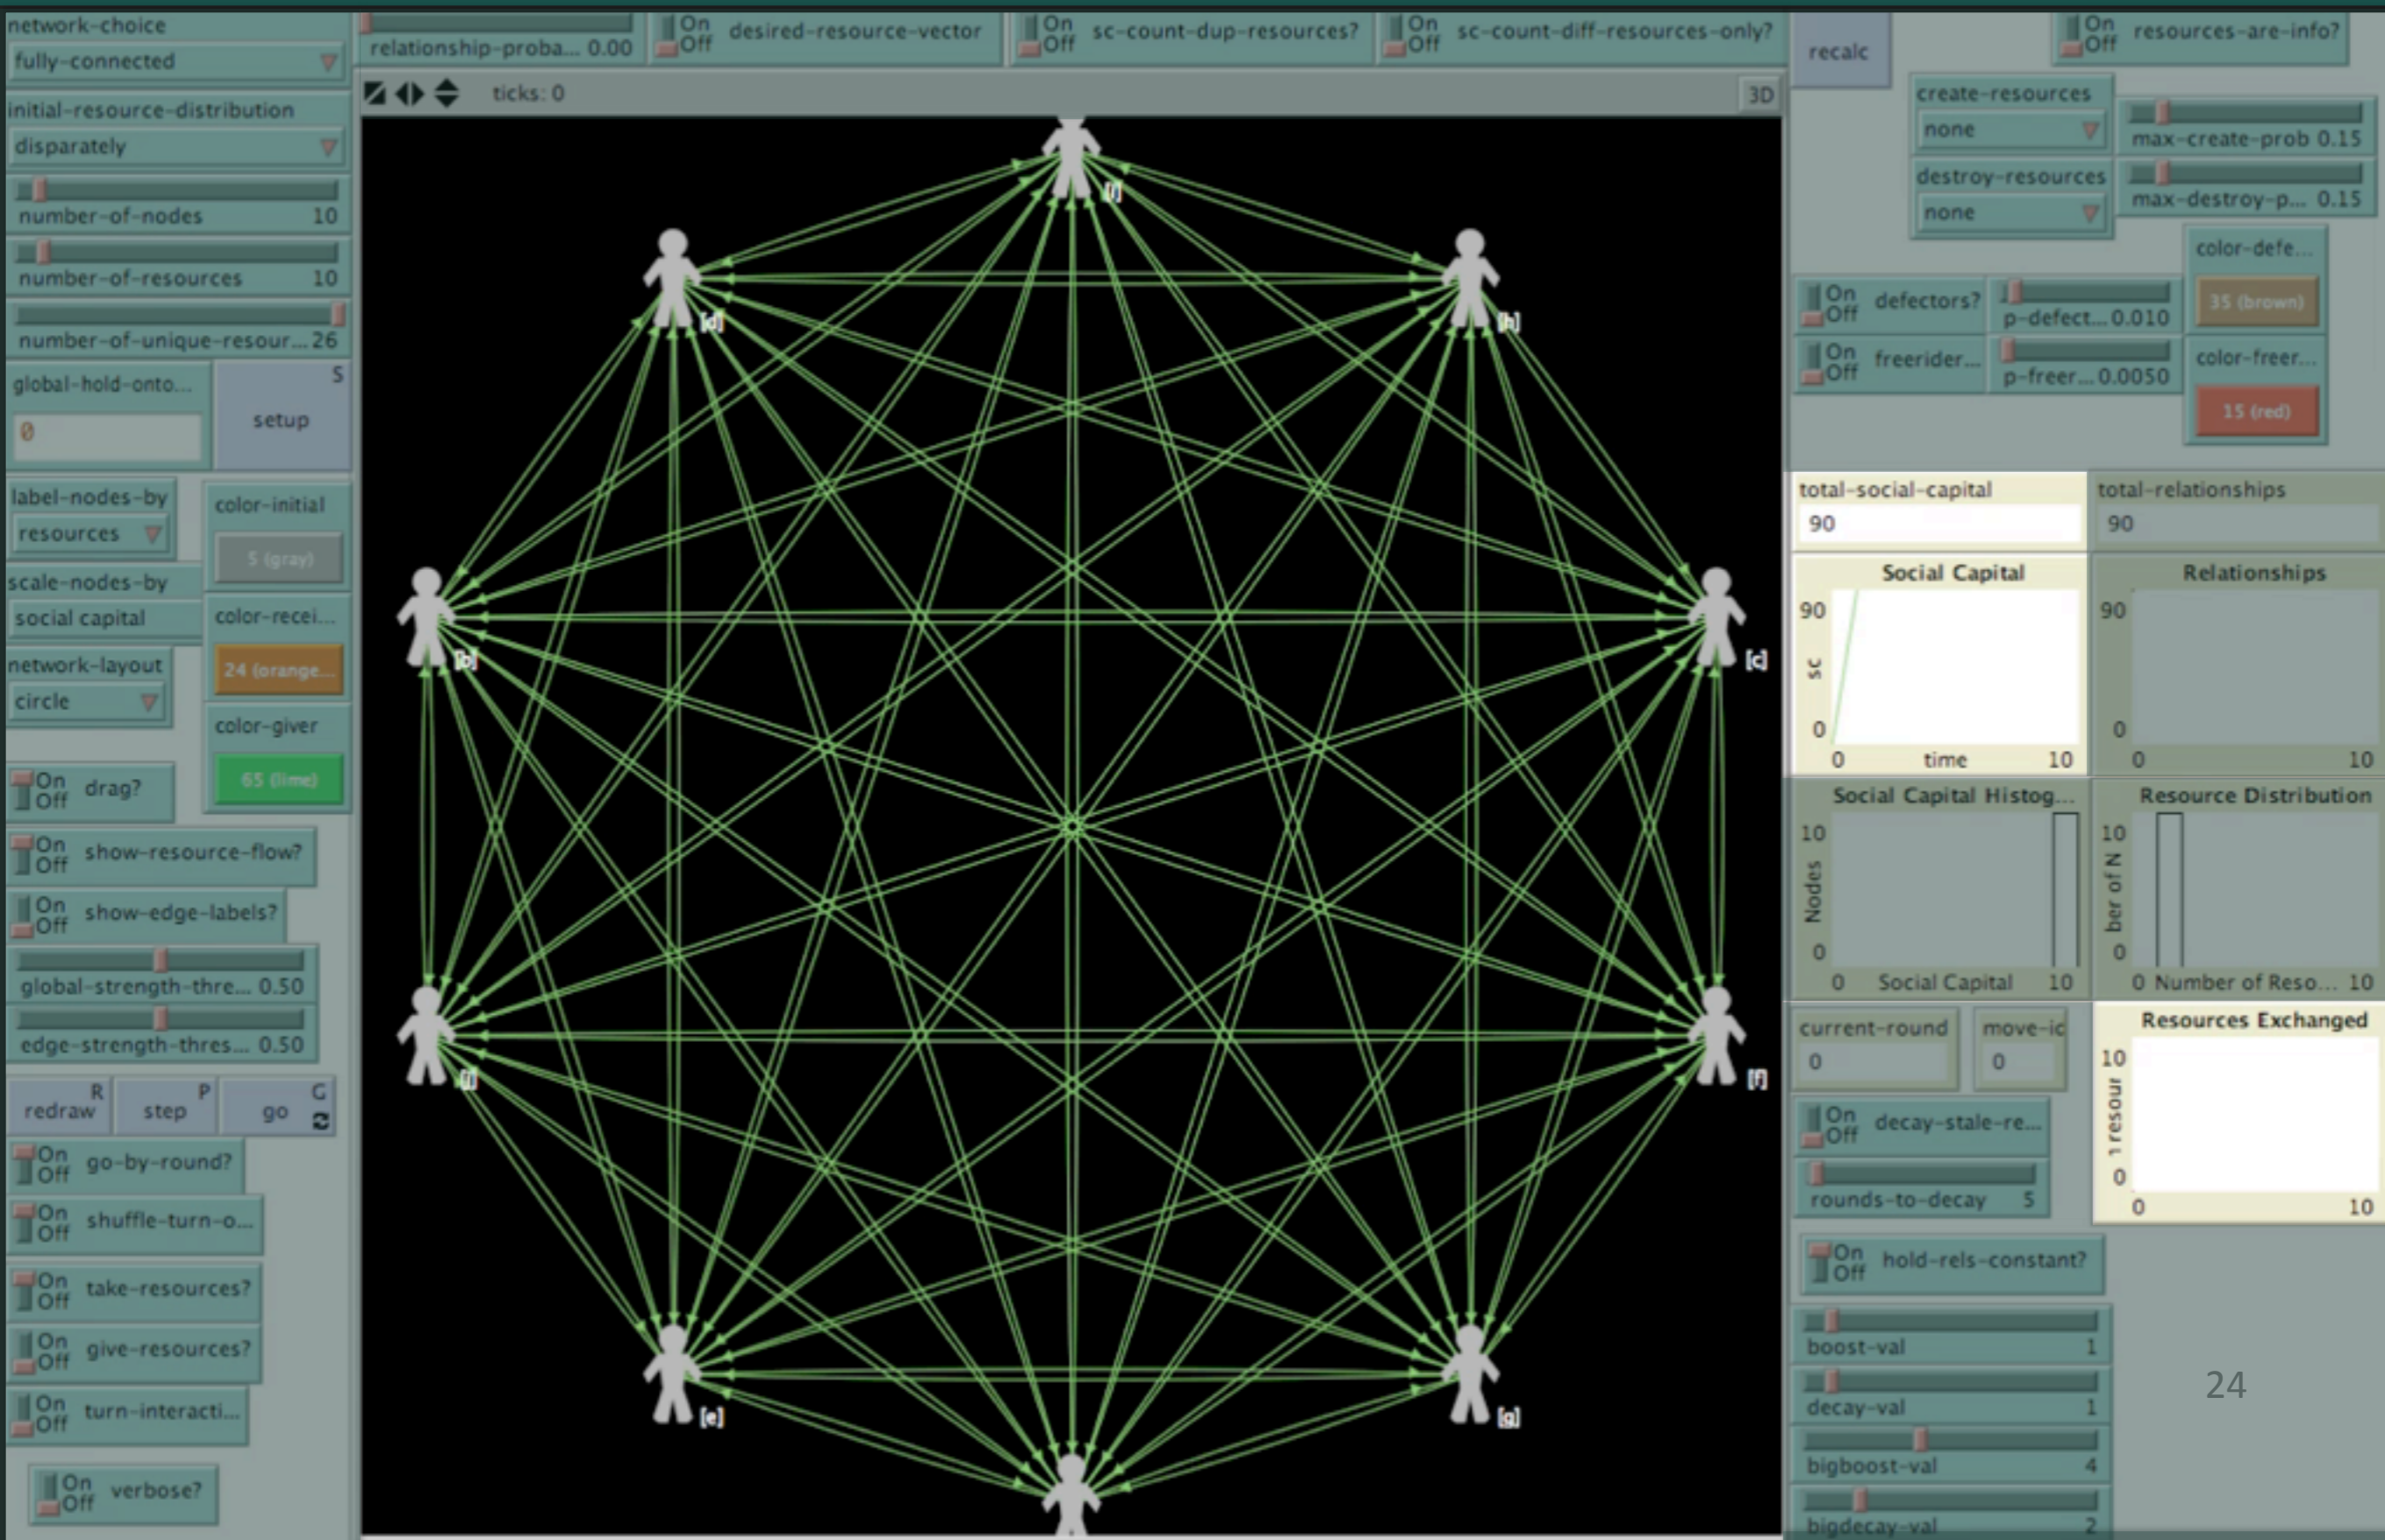 network-choice
fully-connected
initial-resource-distribution
disparately
number-of-nodes 10
number-of-resources 10
number-of-unique-resour... 26
global-hold-onto...
0
S
setup
label-nodes-by
resources
color-initial
5 (gray)
scale-nodes-by
social capital
color-recei...
24 (orange...
network-layout
circle
color-giver
65 (lime)
On
Off
drag?
On
Off
show-resource-flow?
On
Off
show-edge-labels?
global-strength-thre... 0.50
edge-strength-thres... 0.50
R
redraw
P
step
G
go
On
Off
go-by-round?
On
Off
shuffle-turn-o...
On
Off
take-resources?
On
Off
give-resources?
On
Off
turn-interacti...
On
Off
verbose?
relationship-proba... 0.00
On
Off
desired-resource-vector
On
Off
sc-count-dup-resources?
On
Off
sc-count-diff-resources-only?
ticks: 0
3D
[d]
[h]
[b]
[c]
[f]
[e]
[g]
recalc
On
Off
resources-are-info?
create-resources
none
max-create-prob 0.15
destroy-resources
none
max-destroy-p... 0.15
color-defe...
35 (brown)
On
Off
defectors?
p-defect... 0.010
On
Off
freerider...
p-freer... 0.0050
color-freer...
15 (red)
total-social-capital
90
total-relationships
90
Social Capital
90
sc
0
0 time 10
Relationships
90
0
0 10
Social Capital Histog...
10
Nodes
0
0 Social Capital 10
Resource Distribution
10
ber of N
0
0 Number of Reso... 10
current-round
0
move-id
0
Resources Exchanged
10
resour
0
0 10
On
Off
decay-stale-re...
rounds-to-decay 5
On
Off
hold-rels-constant?
boost-val 1
decay-val 1
bigboost-val 4
bigdecay-val 2
24